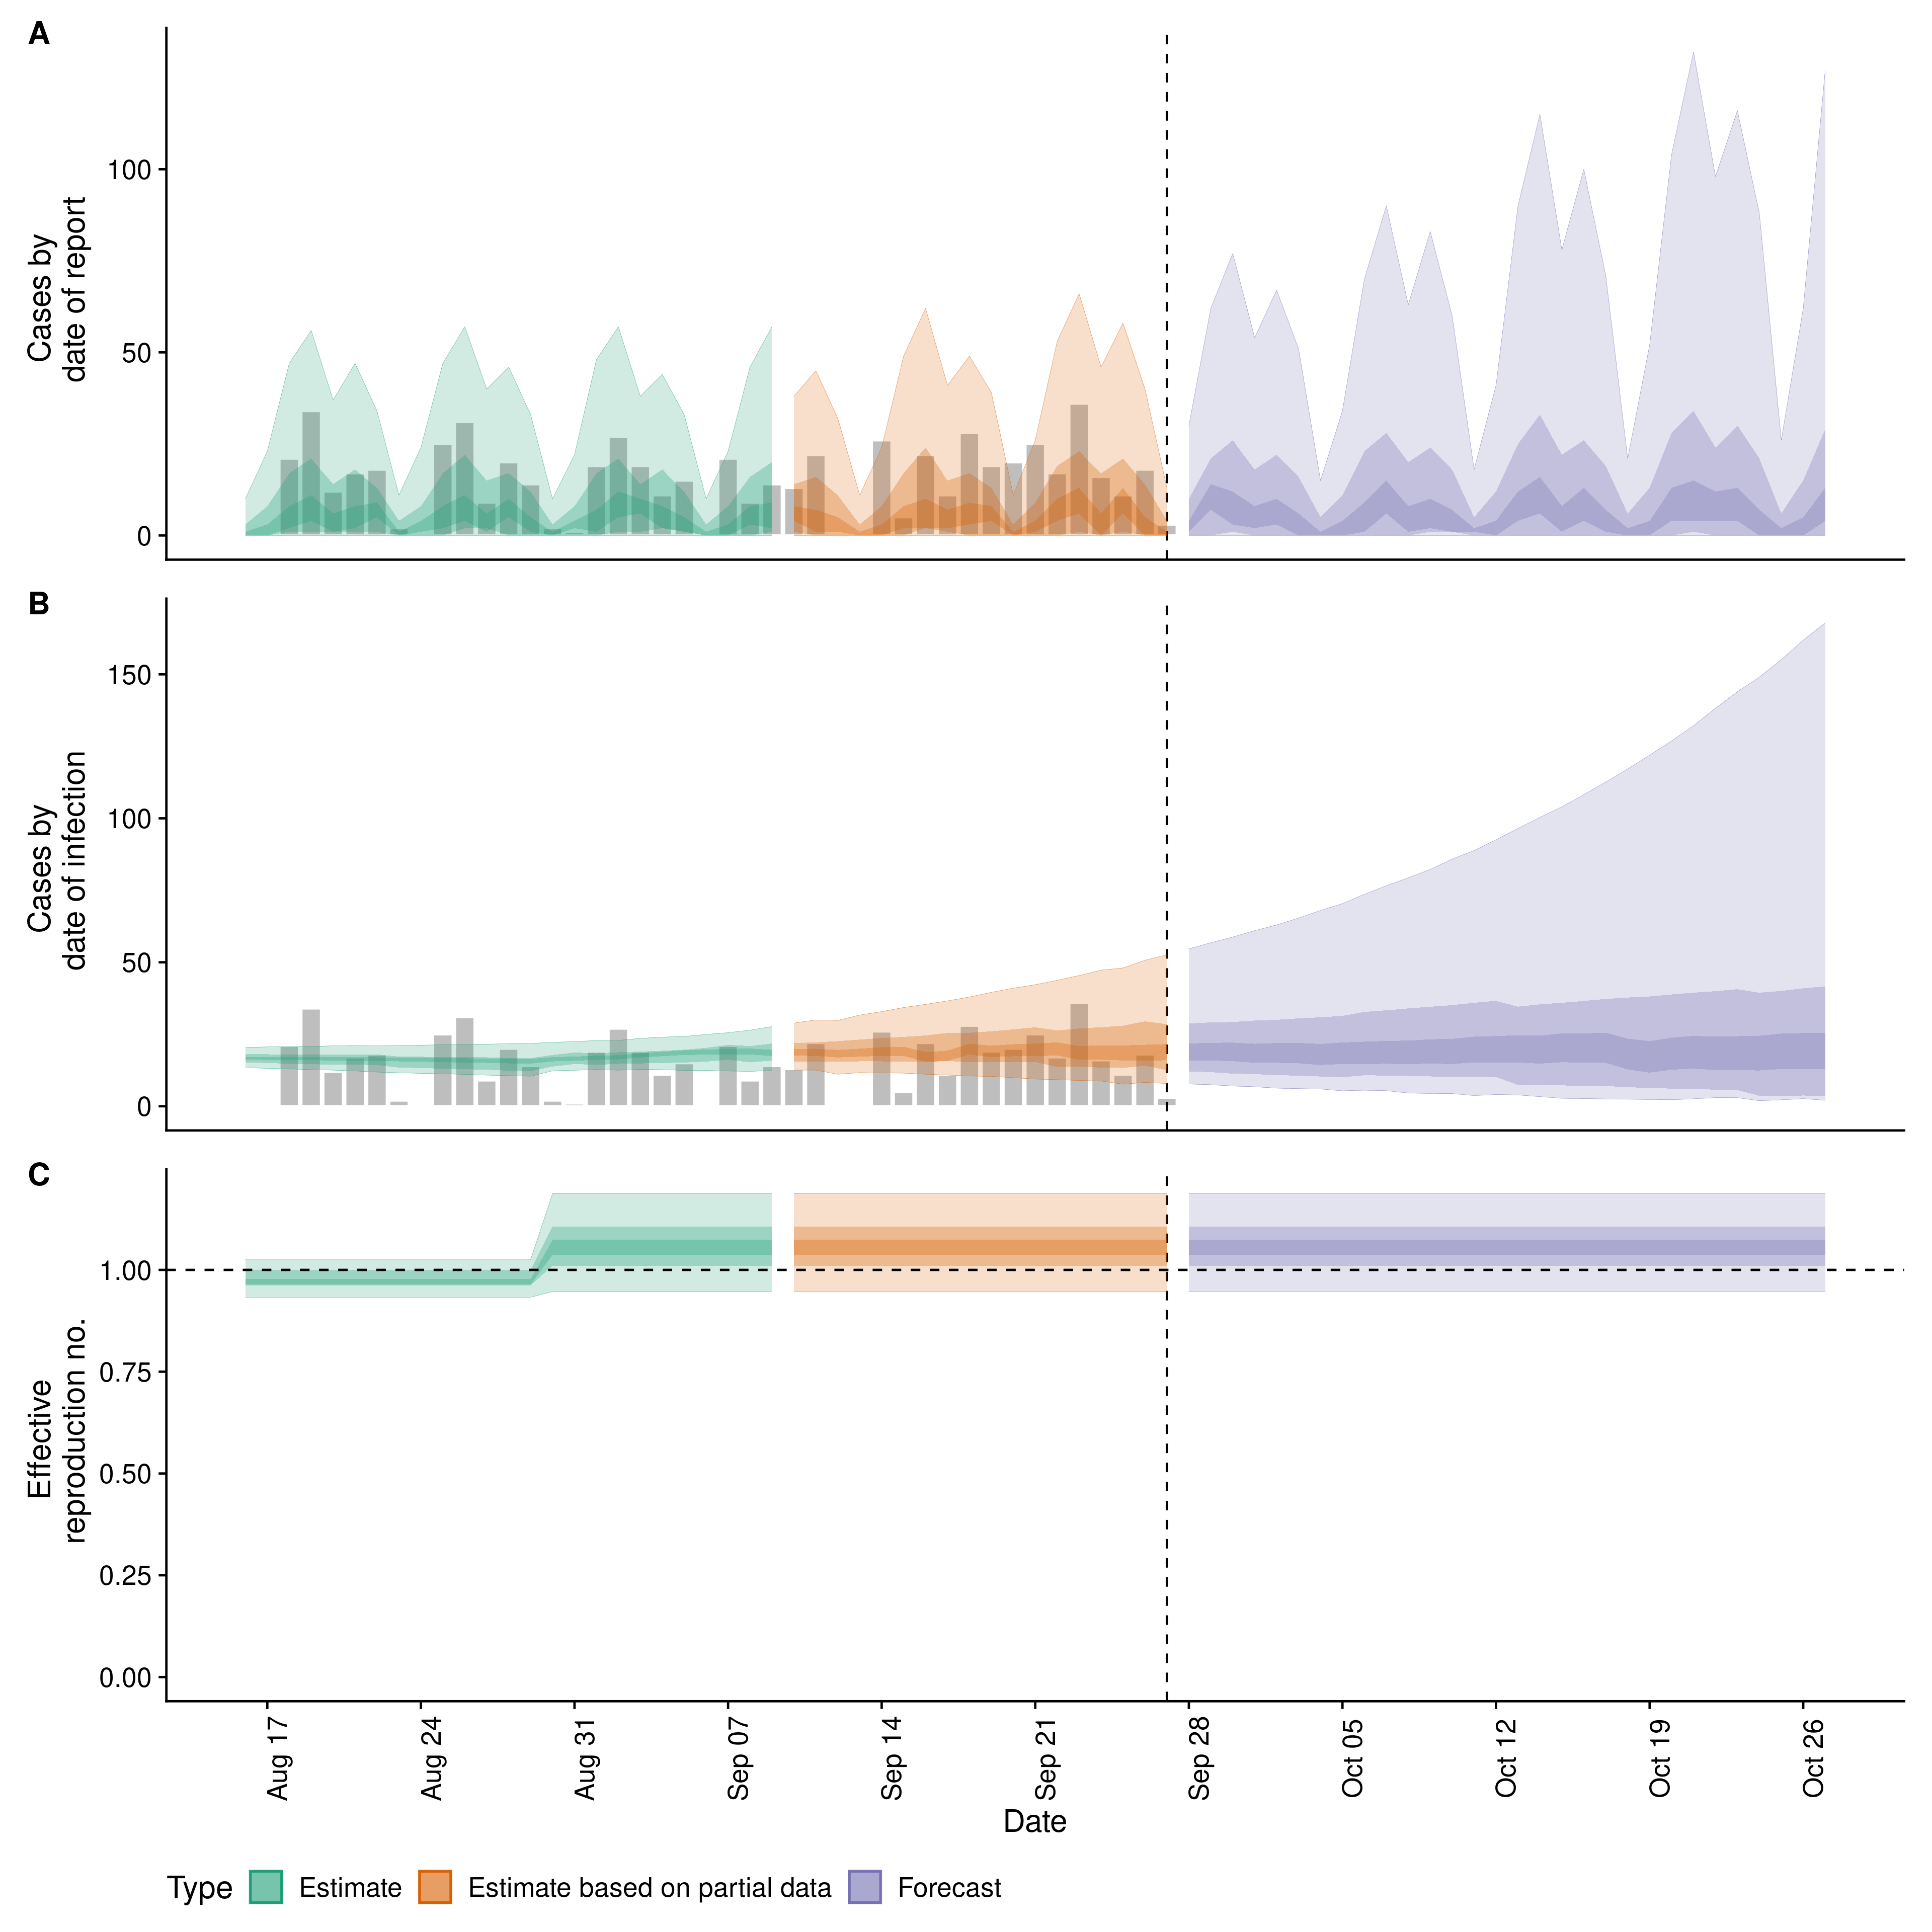 A
Cases by
date of report
100
50
0
B
Cases by
date of infection
150
100
50
0
C
Effective
reproduction no.
1.00
0.75
0.50
0.25
0.00
Aug 17
Aug 24
Aug 31
Sep 07
Sep 14
Sep 21
Sep 28
Oct 05
Oct 12
Oct 19
Oct 26
Date
Type Estimate Estimate based on partial data Forecast